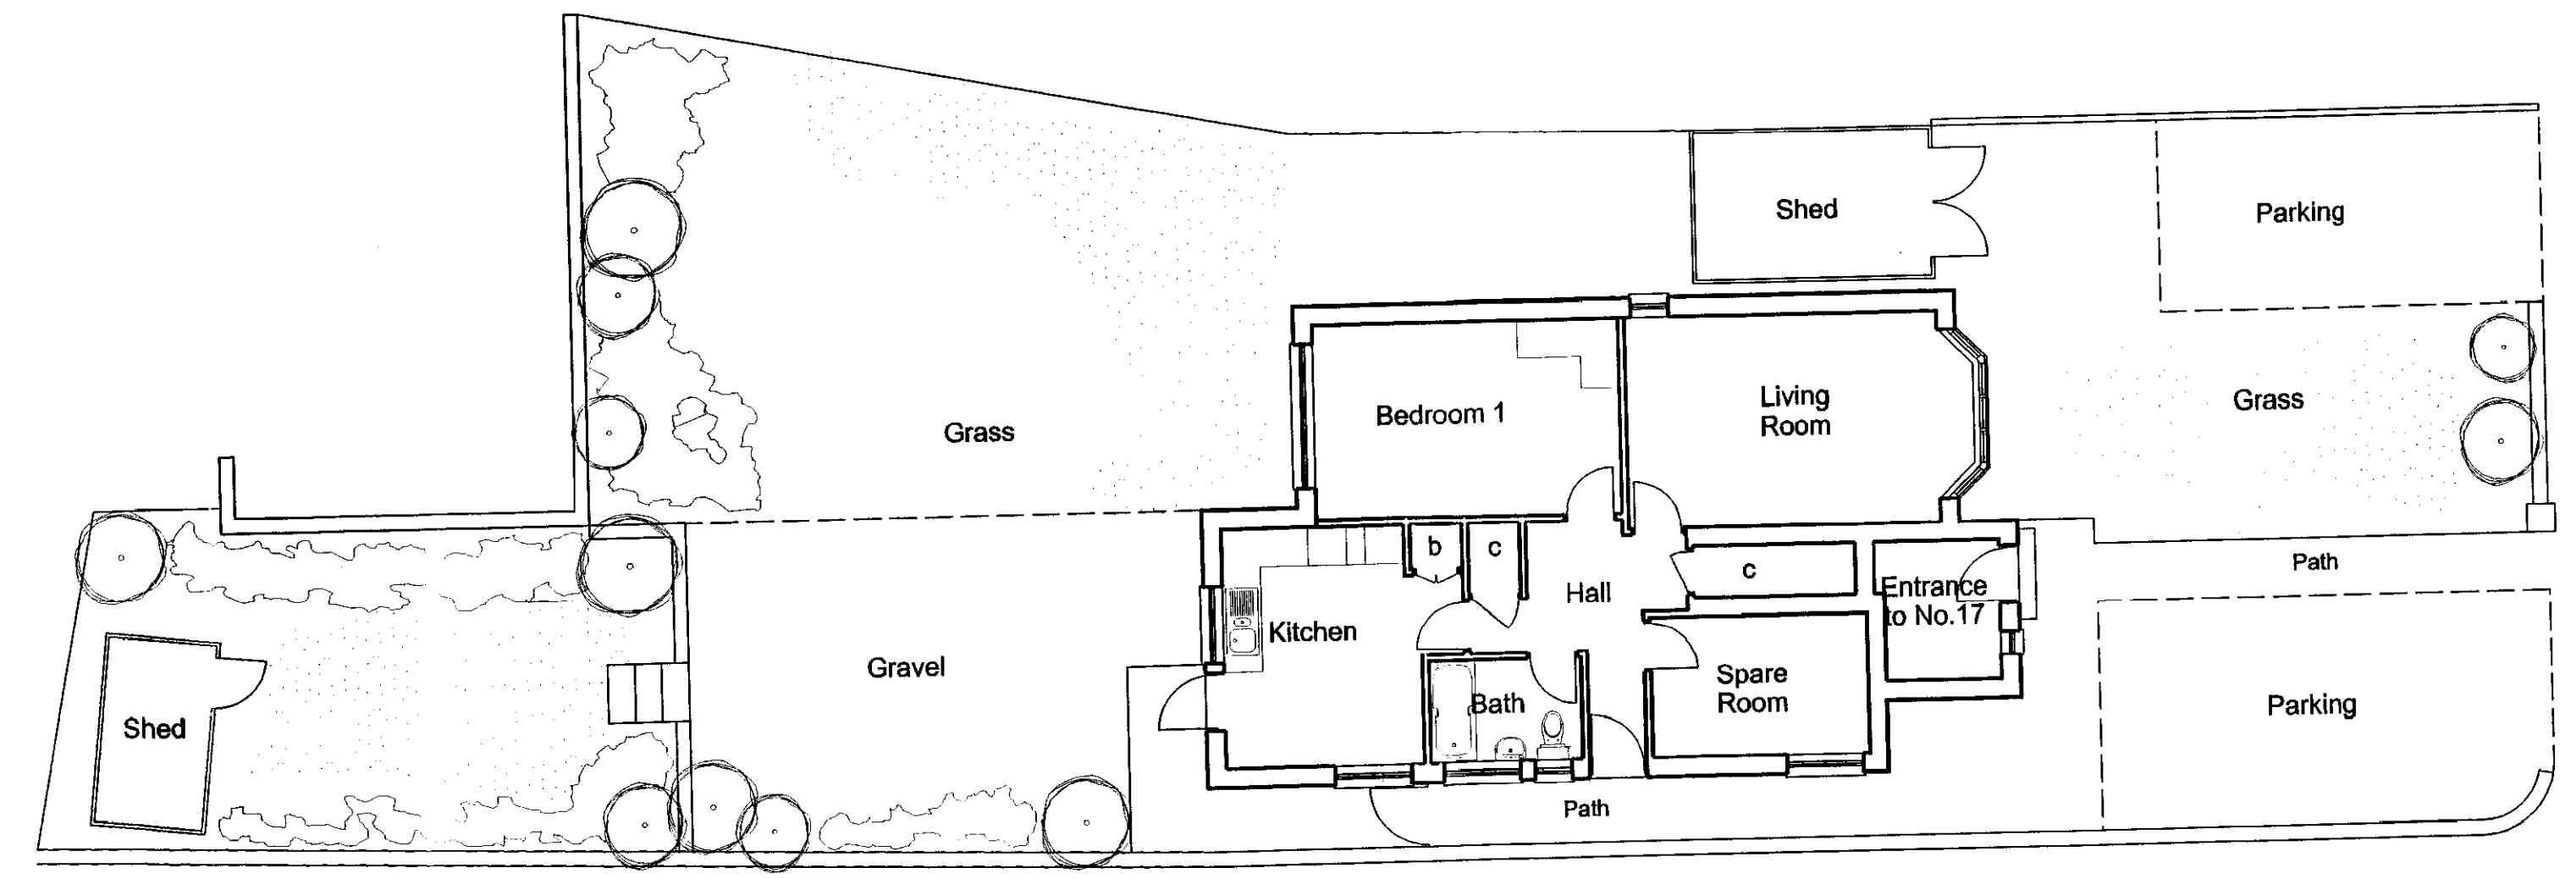 Shed
Parking
Bedroom 1
Living
Room
Grass
Grass
b
c
Hall
c
Path
Entrance
to No.17
Kitchen
Gravel
Bath
Spare
Room
Parking
Shed
Path